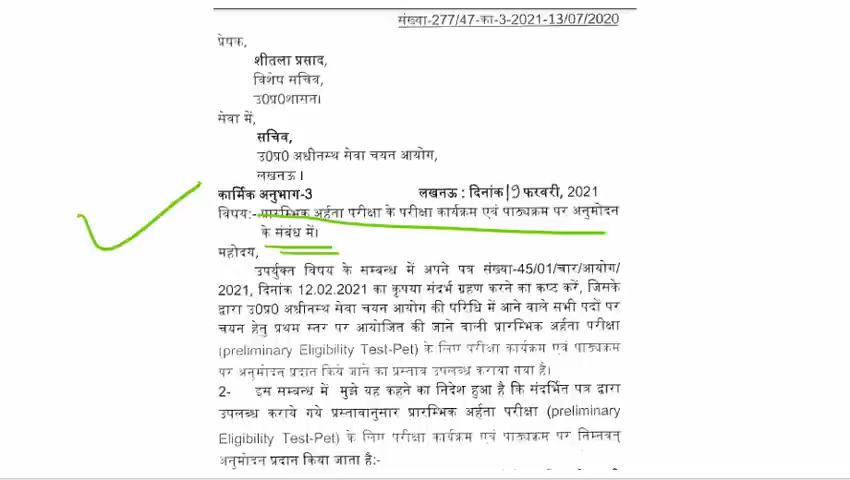 संख्या-277/47-का-3-2021-13/07/2020
प्रेषक,
शीतला प्रसाद,
विशेष सचिव,
उ0प्र0शासन।
सेवा में,
सचिव,
उ0प्र0 अधीनस्थ सेवा चयन आयोग,
लखनऊ।
कार्मिक अनुभाग-3 लखनऊ : दिनांक 19 फरवरी, 2021
विषय:- प्रारम्भिक अर्हता परीक्षा के परीक्षा कार्यक्रम एवं पाठ्यक्रम पर अनुमोदन
के संबंध में।
महोदय,
उपर्युक्त विषय के सम्बन्ध में अपने पत्र संख्या-45/01/चार/आयोग/
2021, दिनांक 12.02.2021 का कृपया संदर्भ ग्रहण करने का कष्ट करें, जिसके
द्वारा उ0प्र0 अधीनस्थ सेवा चयन आयोग की परिधि में आने वाले सभी पदों पर
चयन हेतु प्रथम स्तर पर आयोजित की जाने वाली प्रारम्भिक अर्हता परीक्षा
(preliminary Eligibility Test-Pet) के लिए परीक्षा कार्यक्रम एवं पाठ्यक्रम
पर अनुमोदन प्रदान किये जाने का प्रस्ताव उपलब्ध कराया गया है।
2- इस सम्बन्ध में मुझे यह कहने का निदेश हुआ है कि संदर्भित पत्र द्वारा
उपलब्ध कराये गये प्रस्तावानुसार प्रारम्भिक अर्हता परीक्षा (preliminary
Eligibility Test-Pet) के लिए परीक्षा कार्यक्रम एवं पाठ्यक्रम पर निम्नवत्
अनुमोदन प्रदान किया जाता है:-